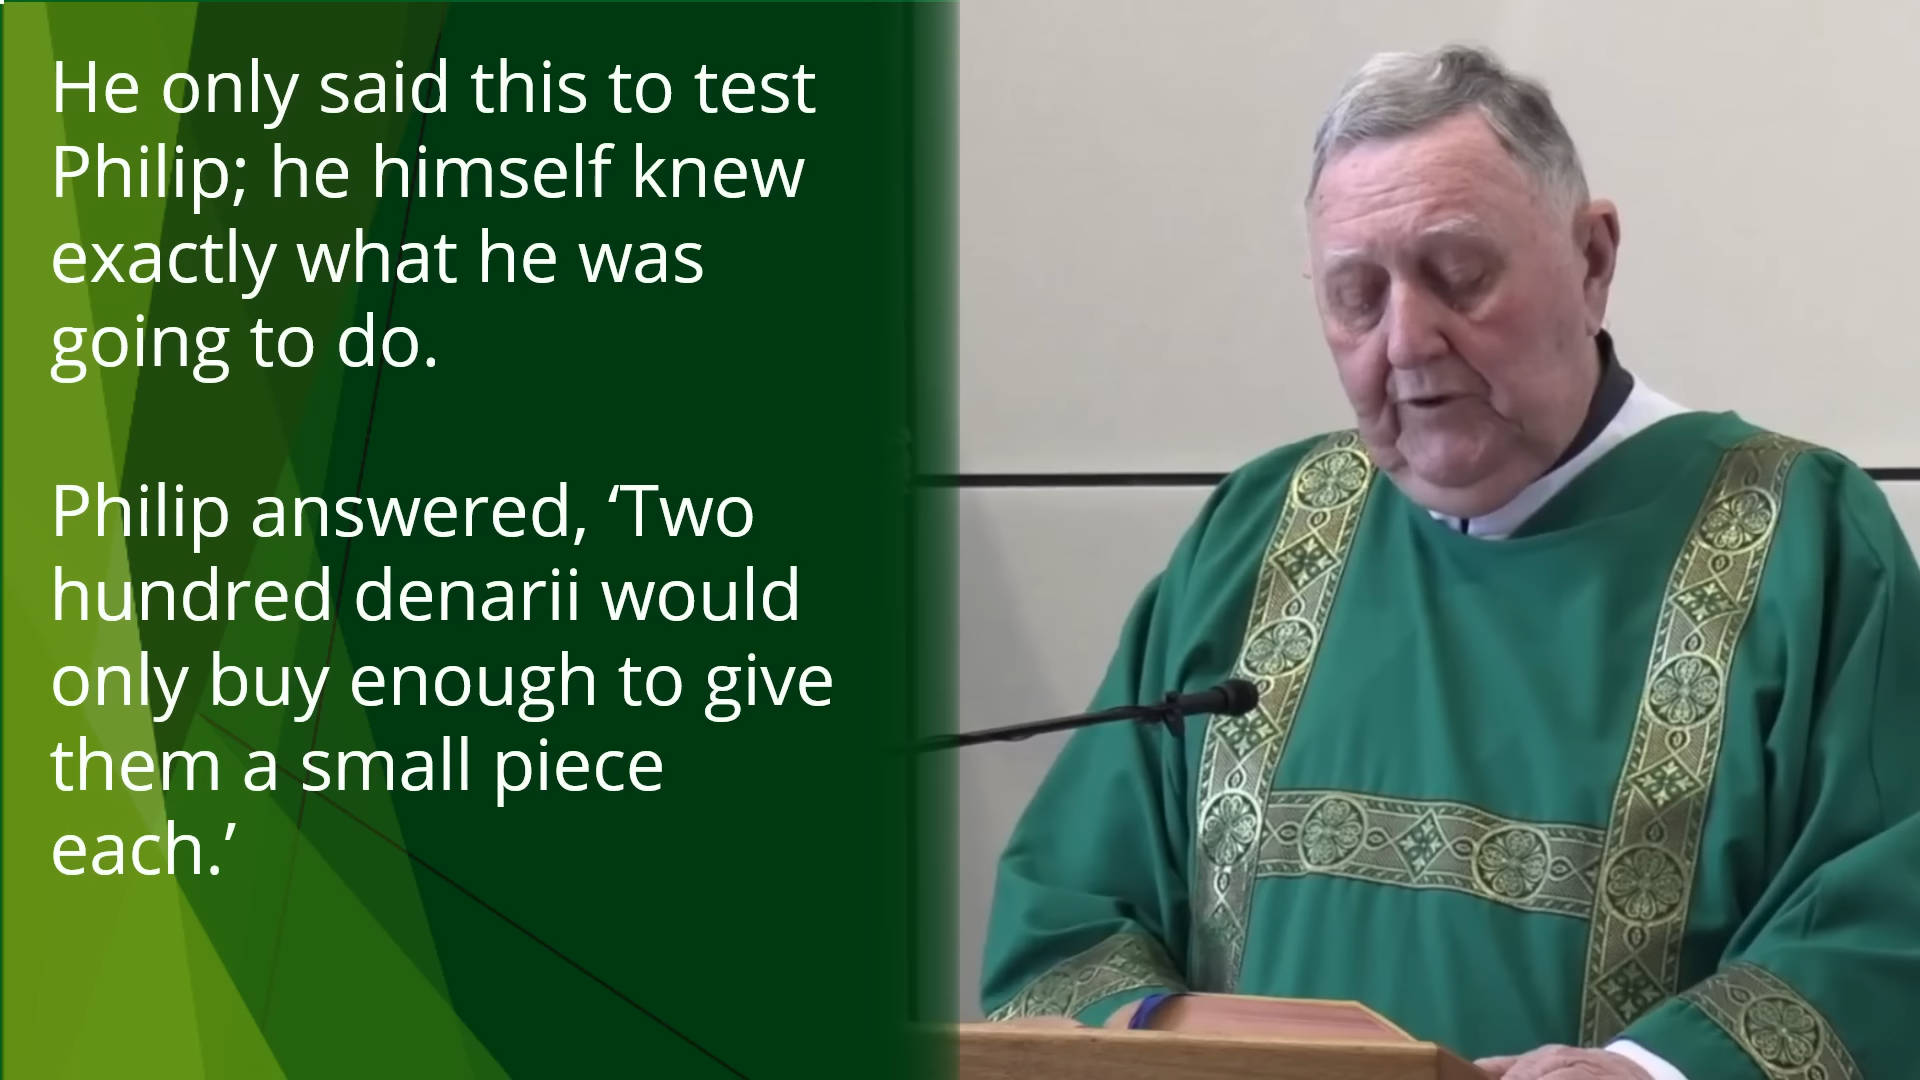 He only said this to test
Philip; he himself knew
exactly what he was
going to do.
Philip answered, ‘Two
hundred denarii would
only buy enough to give
them a small piece
each.’